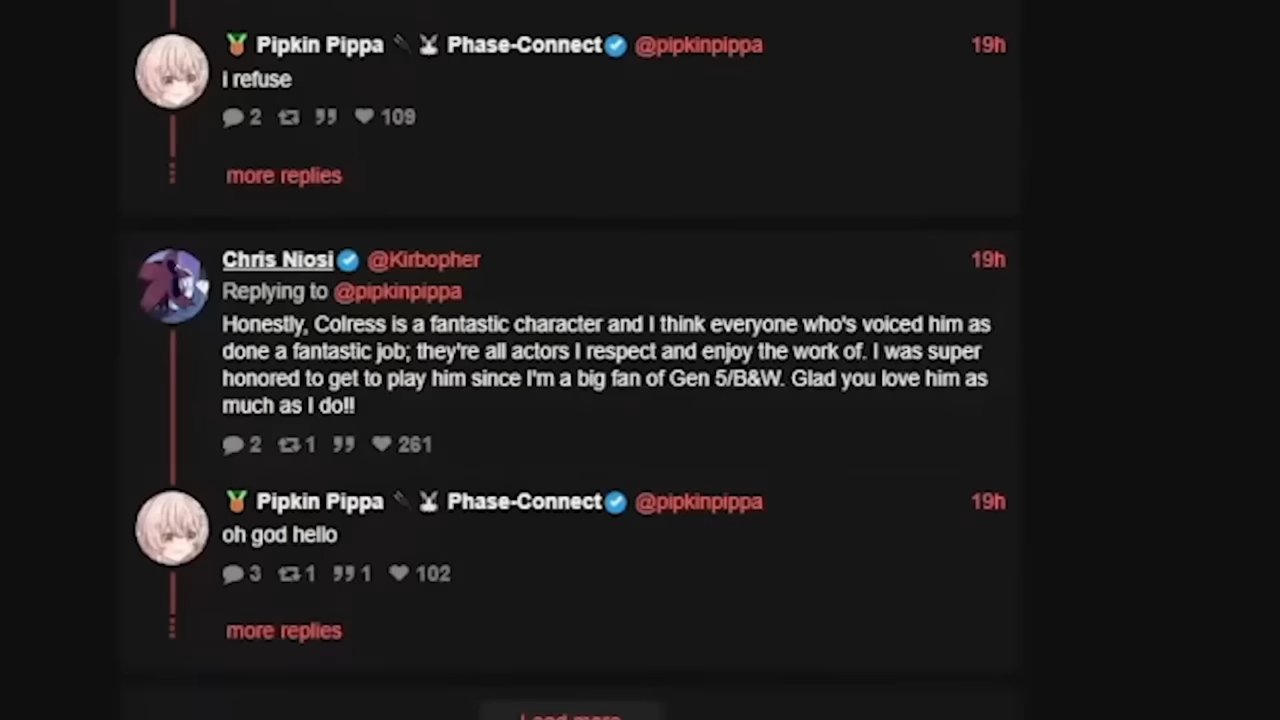 Pipkin Pippa Phase-Connect @pipkinpippa 19h
i refuse
2 109
more replies
Chris Niosi @Kirbopher 19h
Replying to @pipkinpippa
Honestly, Colress is a fantastic character and I think everyone who's voiced him as
done a fantastic job; they're all actors I respect and enjoy the work of. I was super
honored to get to play him since I'm a big fan of Gen 5/B&W. Glad you love him as
much as I do!!
2 1 261
Pipkin Pippa Phase-Connect @pipkinpippa 19h
oh god hello
3 1 1 102
more replies
Load more